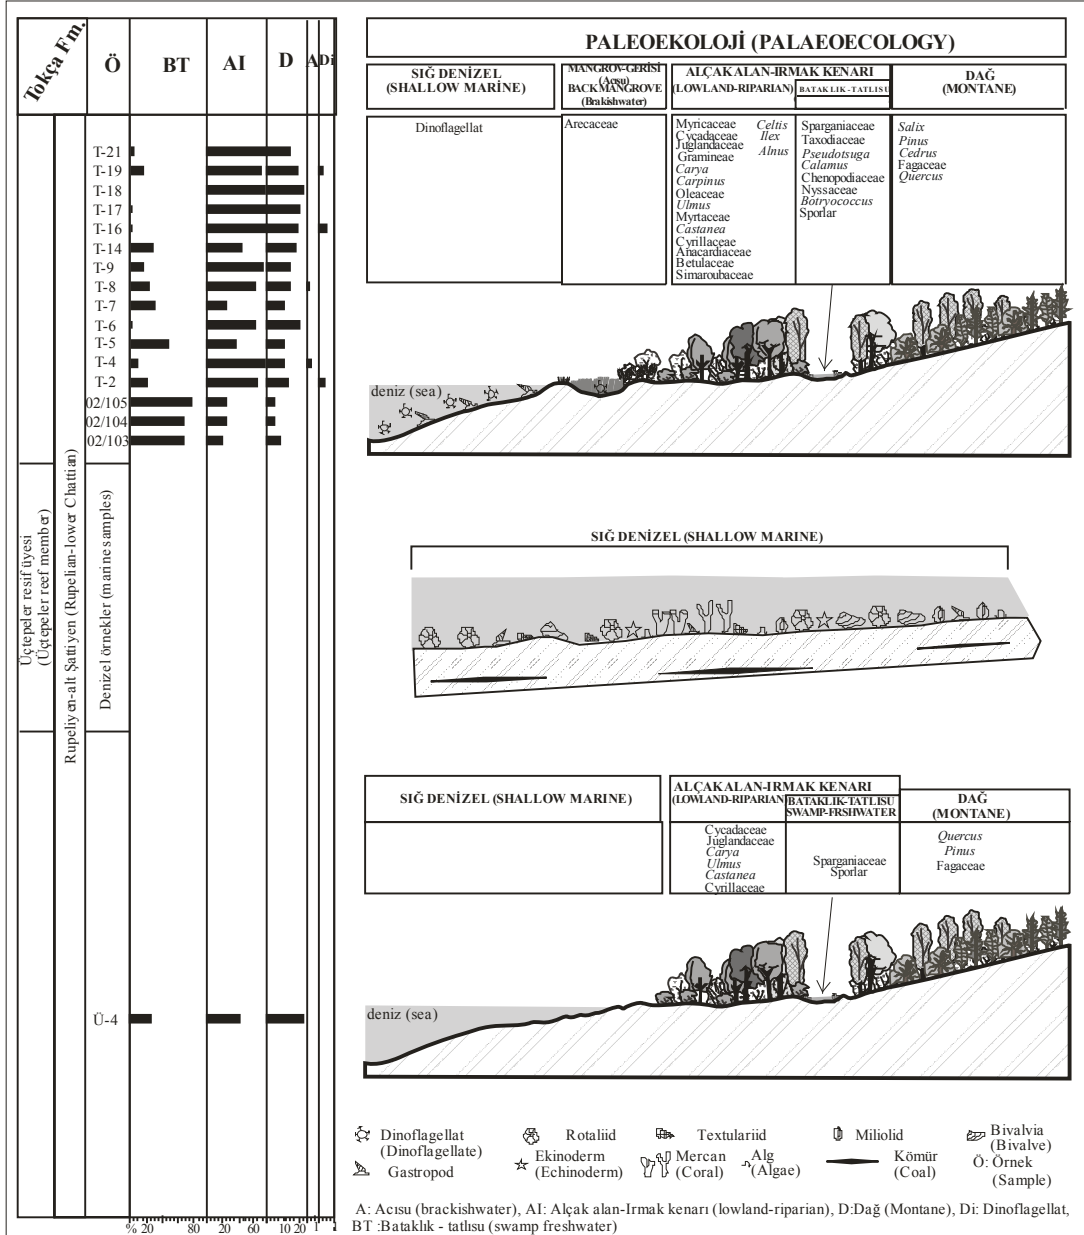 Tokça Fm.
Ö
BT
AI
D
A
Di
T-21
T-19
T-18
T-17
T-16
T-14
T-9
T-8
T-7
T-6
T-5
T-4
T-2
02/105
02/104
02/103
Üçtepeler resif üyesi
(Üçtepeler reef member)
Rupeliyen-alt Şattiyen (Rupelian-lower Chattian)
Denizel örnekler (marine samples)
Ü-4
% 20
20
60
10 20
1
1
PALEOEKOLOJİ (PALAEOECOLOGY)
SIĞ DENİZEL
(SHALLOW MARİNE)
MANGROV-GERİSİ
(Acısu)
BACKMANGROVE
(Brakishwater)
ALÇAK ALAN-IRMAK KENARI
(LOWLAND-RIPARIAN)
BATAKLIK-TATLISU
DAĞ
(MONTANE)
Dinoflagellat
Arecaceae
Myricaceae
Cycadaceae
Juglandaceae
Gramineae
Carya
Carpinus
Oleaceae
Ulmus
Myrtaceae
Castanea
Cyrillaceae
Anacardiaceae
Betulaceae
Simaroubaceae
Celtis
Ilex
Alnus
Sparganiaceae
Taxodiaceae
Pseudotsuga
Calamus
Chenopodiaceae
Nyssaceae
Botryococcus
Sporlar
Salix
Pinus
Cedrus
Fagaceae
Quercus
deniz (sea)
SIĞ DENİZEL (SHALLOW MARINE)
SIĞ DENİZEL (SHALLOW MARINE)
ALÇAK ALAN-IRMAK KENARI
(LOWLAND-RIPARIAN)
BATAKLIK-TATLISU
SWAMP-FRSHWATER
DAĞ
(MONTANE)
Cycadaceae
Juglandaceae
Carya
Ulmus
Castanea
Cyrillaceae
Sparganiaceae
Sporlar
Quercus
Pinus
Fagaceae
deniz (sea)
Dinoflagellat
(Dinoflagellate)
Rotaliid
Textulariid
Miliolid
Bivalvia
(Bivalve)
Gastropod
Ekinoderm
(Echinoderm)
Mercan
(Coral)
Alg
(Algae)
Kömür
(Coal)
Ö: Örnek
(Sample)
A: Acısu (brackishwater), AI: Alçak alan-Irmak kenarı (lowland-riparian), D:Dağ (Montane), Di: Dinoflagellat,
BT :Bataklık - tatlısu (swamp freshwater)